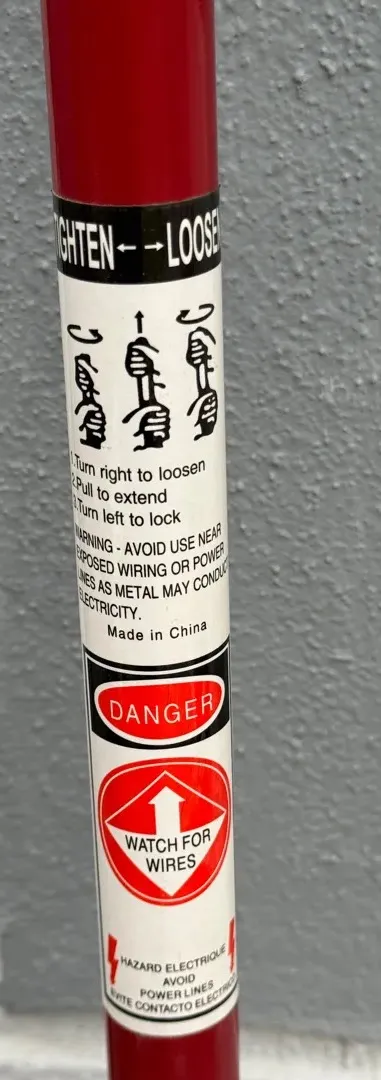 TIGHTEN ←→ LOOSEN
1.Turn right to loosen
2.Pull to extend
3.Turn left to lock
WARNING - AVOID USE NEAR
EXPOSED WIRING OR POWER
LINES AS METAL MAY CONDUCT
ELECTRICITY.
Made in China
DANGER
WATCH FOR
WIRES
HAZARD ELECTRIQUE
AVOID
POWER LINES
EVITE CONTACTO ELECTRICO